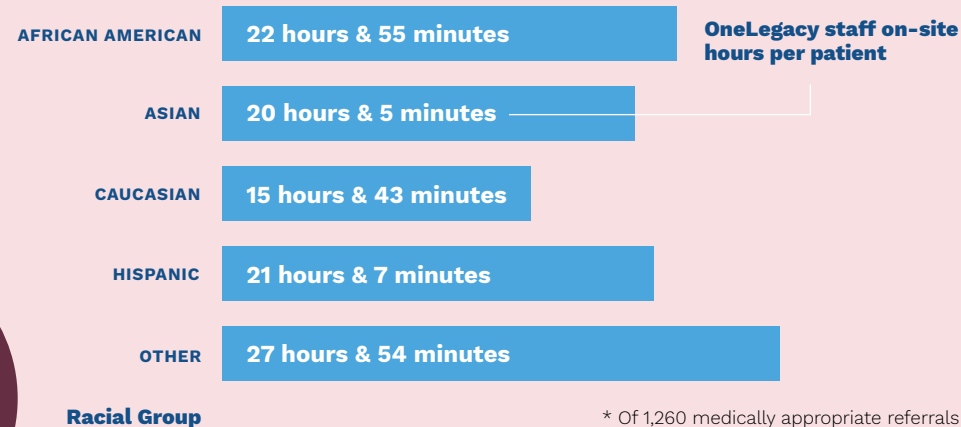 AFRICAN AMERICAN
22 hours & 55 minutes
OneLegacy staff on-site
hours per patient
ASIAN
20 hours & 5 minutes
CAUCASIAN
15 hours & 43 minutes
HISPANIC
21 hours & 7 minutes
OTHER
27 hours & 54 minutes
Racial Group
* Of 1,260 medically appropriate referrals